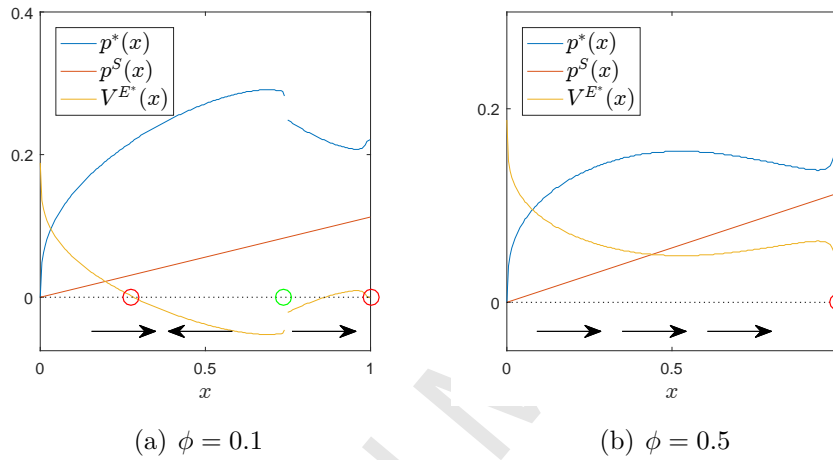 0.4
p*(x)
p^S(x)
V^{E*}(x)
0.2
0
0
0.5
1
x
(a) ϕ = 0.1
p*(x)
p^S(x)
V^{E*}(x)
0.2
0
0
0.5
x
(b) ϕ = 0.5